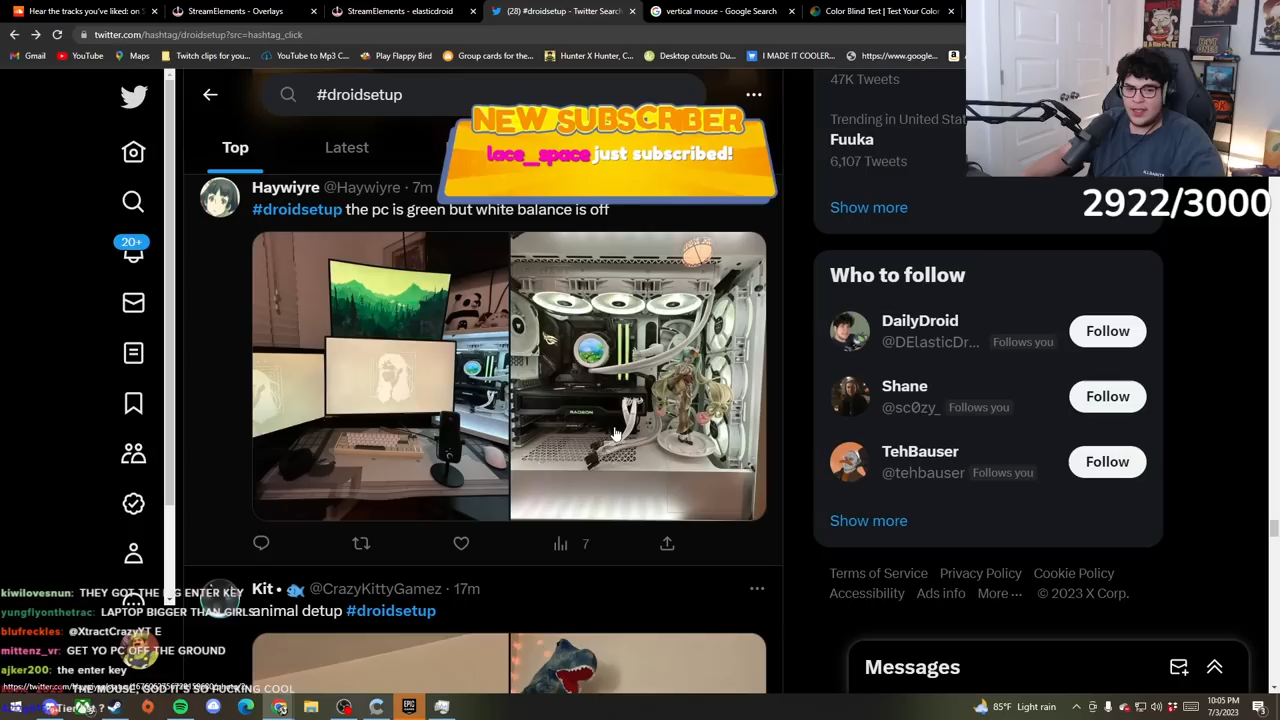 Hear the tracks you've liked: on S
StreamElements - Overlays
StreamElements - elasticdroid
(28) #droidsetup - Twitter Search
vertical mouse - Google Search
Color Blind Test | Test Your Color
twitter.com/hashtag/droidsetup?src=hashtag_click
Gmail
YouTube
Maps
Twitch clips for you...
YouTube to Mp3 C...
Play Flappy Bird
Group cards for the...
Hunter X Hunter, C...
Desktop cutouts Du...
I MADE IT COOLER...
https://www.google...
#droidsetup
Top
Latest
NEW SUBSCRIBER
lace_space just subscribed!
Haywiyre @Haywiyre · 7m
#droidsetup the pc is green but white balance is off
RADEON
7
Kit • @CrazyKittyGamez · 17m
animal detup #droidsetup
20+
47K Tweets
Trending in United Stat
Fuuka
6,107 Tweets
Show more
2922/3000
Who to follow
DailyDroid
@DElasticDr... Follows you
Follow
Shane
@sc0zy_ Follows you
Follow
TehBauser
@tehbauser Follows you
Follow
Show more
Terms of Service Privacy Policy Cookie Policy
Accessibility Ads info More ··· © 2023 X Corp.
Messages
kiwilovesnun: THEY GOT THE BIG ENTER KEY
yungflyonthetrac: LAPTOP BIGGER THAN GIRLS
blufreckles: @XtractCrazyYT E
mittenz_vr: GET YO PC OFF THE GROUND
ajker200: the enter key
THE MOUSE GOD IT'S SO FUCKING COOL
85°F Light rain
10:05 PM
7/3/2023